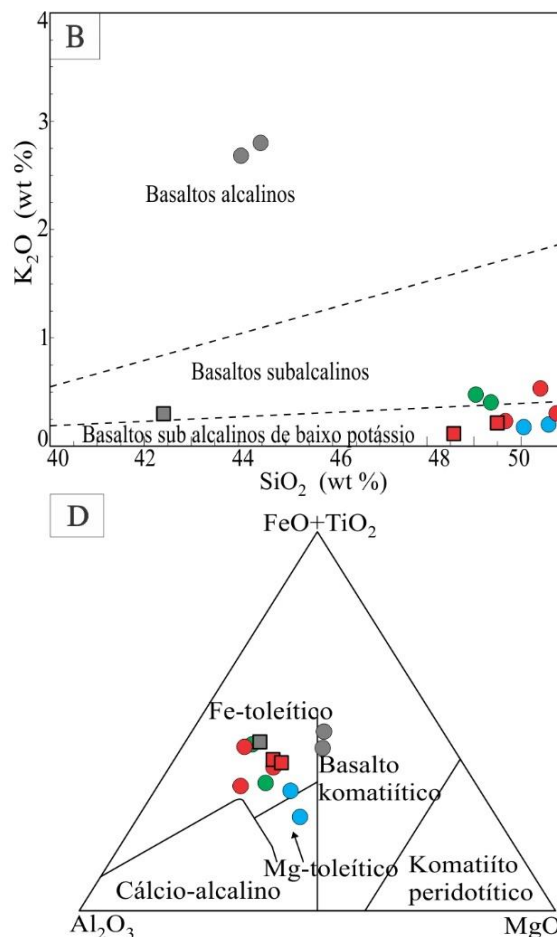 B
4
3
2
1
0
K₂O (wt %)
Basaltos alcalinos
Basaltos subalcalinos
Basaltos sub alcalinos de baixo potássio
40 42 44 46 48 50
SiO₂ (wt %)
D
FeO+TiO₂
Fe-toleítico
Basalto
komatiítico
Mg-toleítico
Cálcio-alcalino
Komatiíto
peridotítico
Al₂O₃
MgO